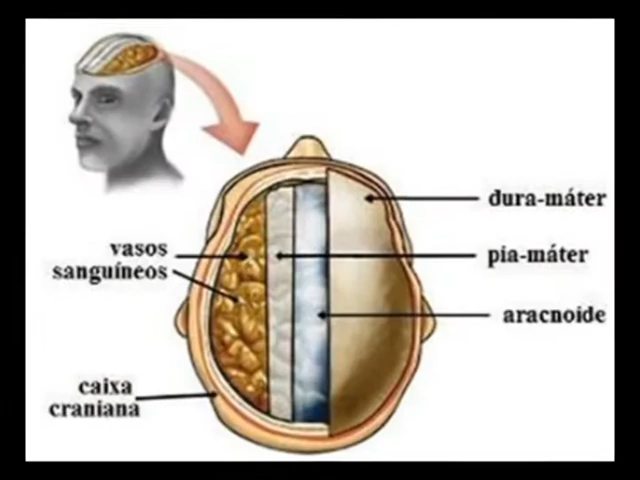 dura-máter
vasos
sanguíneos
pia-máter
aracnoide
caixa
craniana